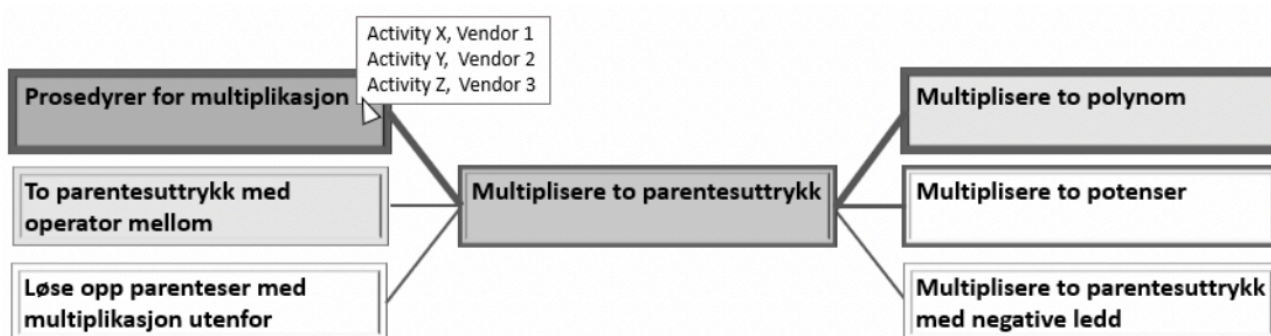 Activity X, Vendor 1
Activity Y, Vendor 2
Activity Z, Vendor 3
Prosedyrer for multiplikasjon
To parentesuttrykk med
operator mellom
Løse opp parenteser med
multiplikasjon utenfor
Multiplisere to parentesuttrykk
Multiplisere to polynom
Multiplisere to potenser
Multiplisere to parentesuttrykk
med negative ledd